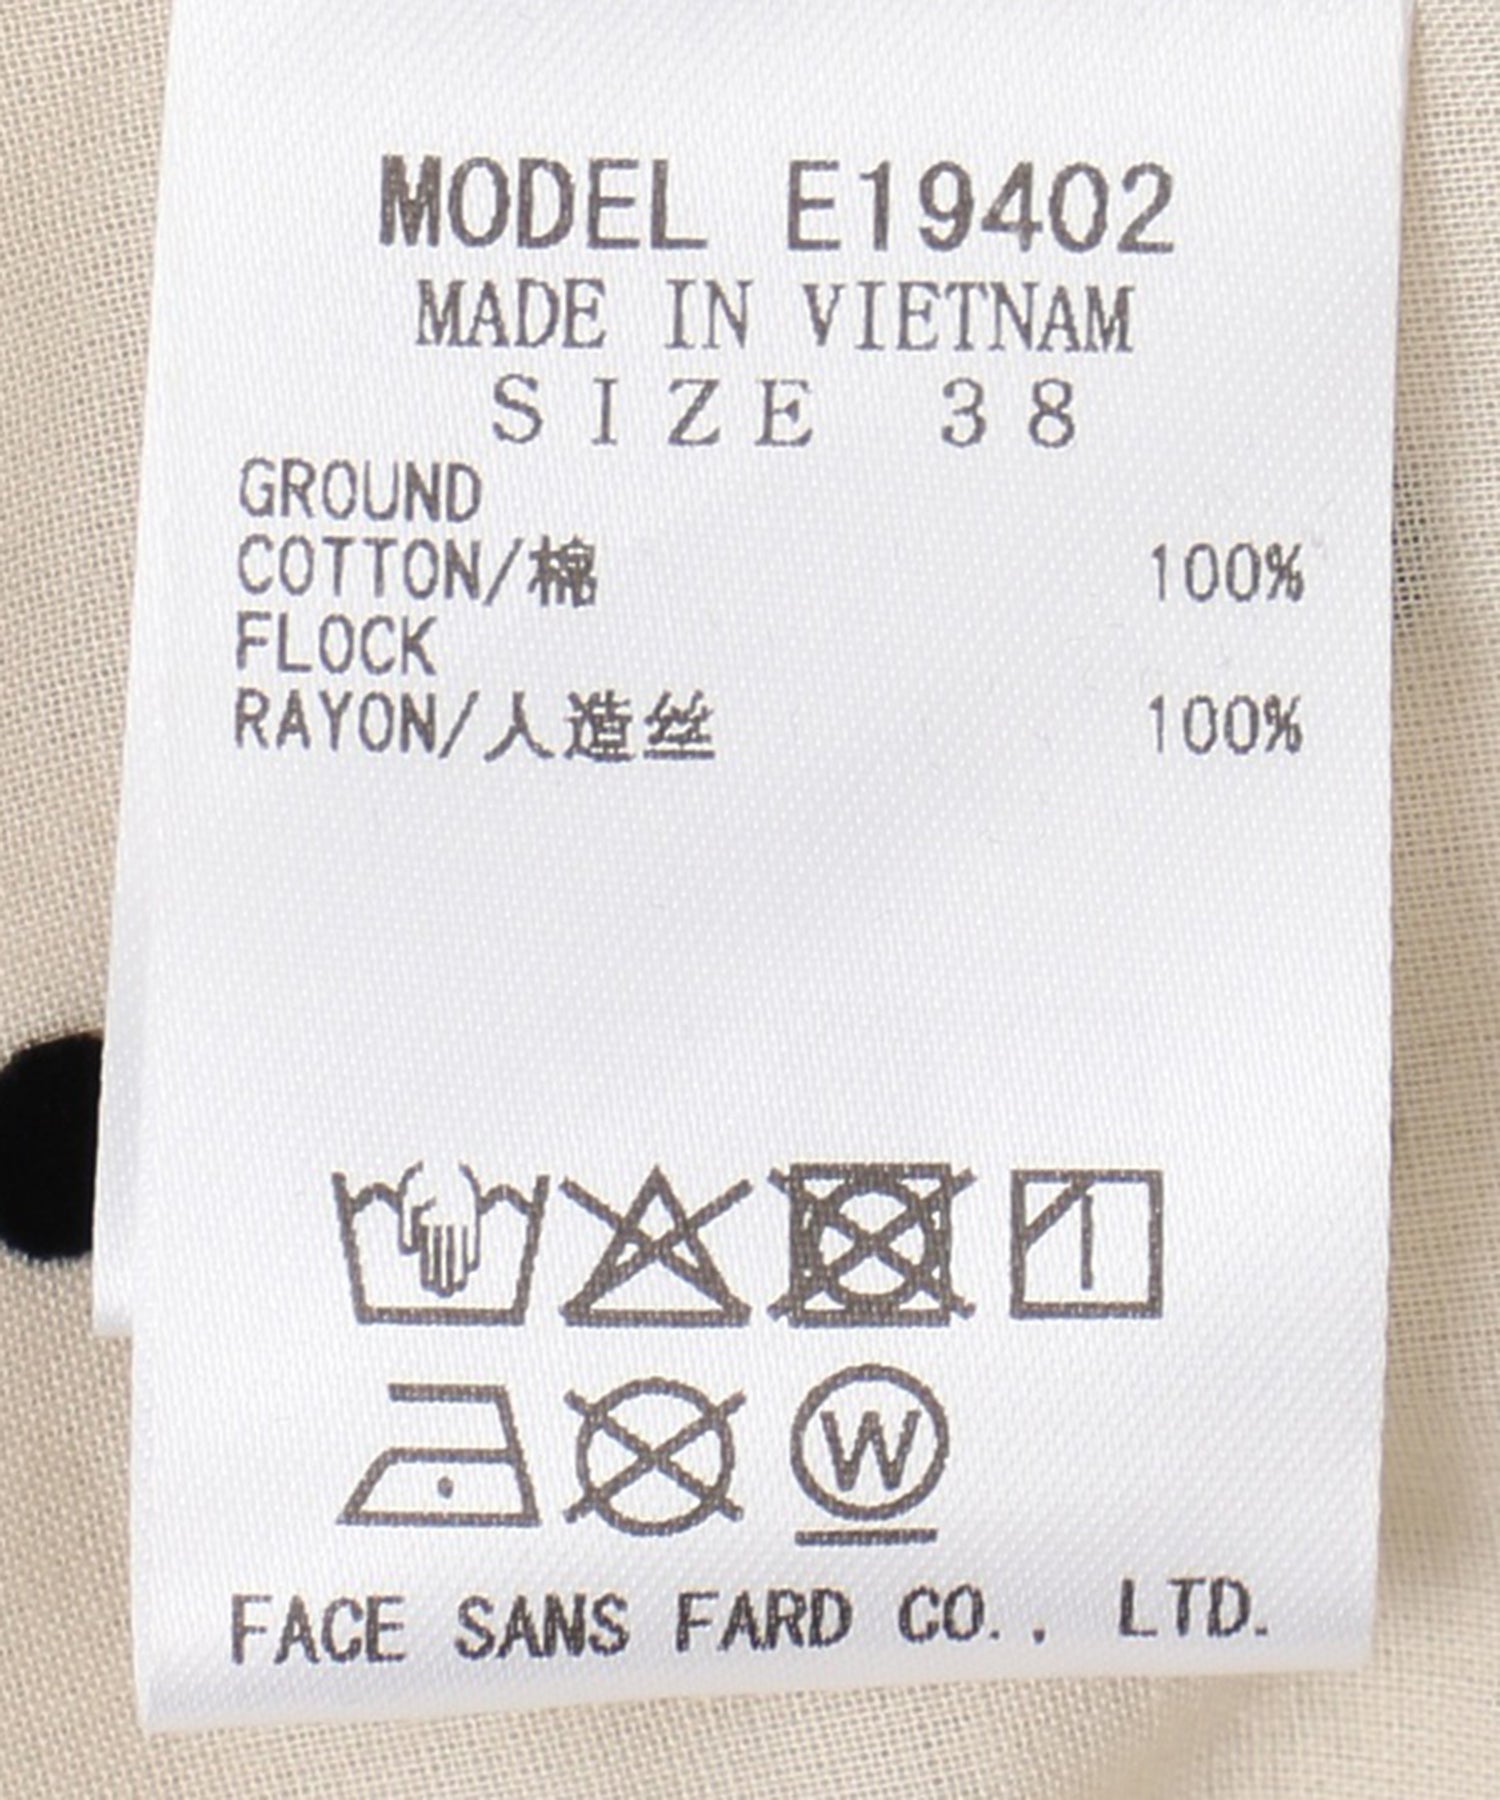 MODEL E19402
MADE IN VIETNAM
SIZE 38
GROUND
COTTON/棉 100%
FLOCK
RAYON/人造丝 100%
W
FACE SANS FARD CO., LTD.